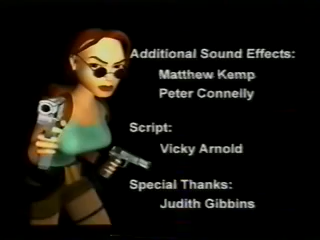 Additional Sound Effects:
Matthew Kemp
Peter Connelly
Script:
Vicky Arnold
Special Thanks:
Judith Gibbins